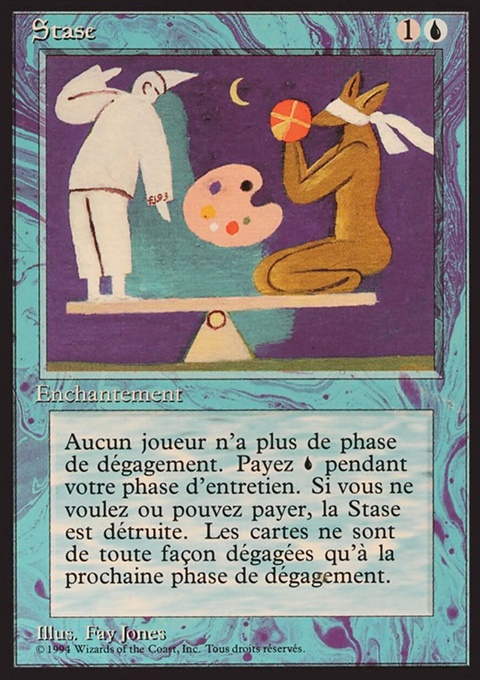 Stase 1
Enchantement
Aucun joueur n'a plus de phase
de dégagement. Payez pendant
votre phase d'entretien. Si vous ne
voulez ou pouvez payer, la Stase
est détruite. Les cartes ne sont
de toute façon dégagées qu'à la
prochaine phase de dégagement.
Illus. Fay Jones
© 1994 Wizards of the Coast, Inc. Tous droits réservés.